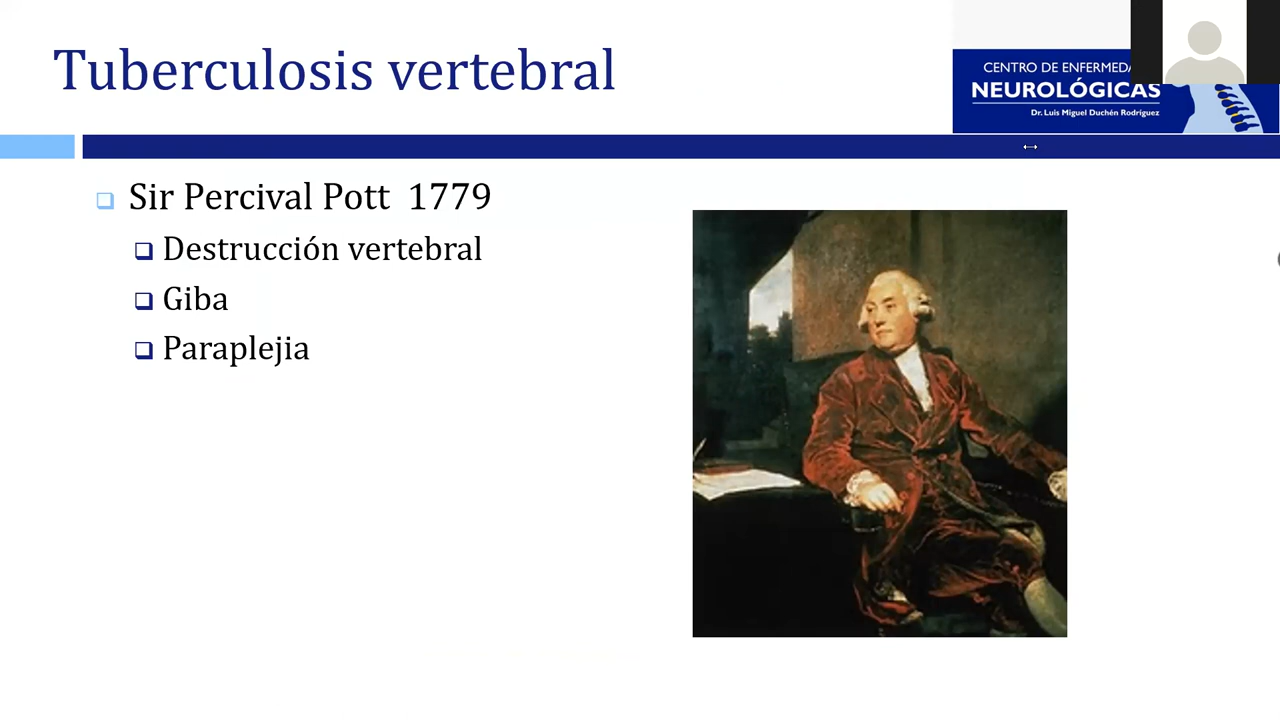 Tuberculosis vertebral
CENTRO DE ENFERMEDA
NEUROLÓGICAS
Dr. Luis Miguel Duchén Rodríguez
Sir Percival Pott 1779
Destrucción vertebral
Giba
Paraplejia